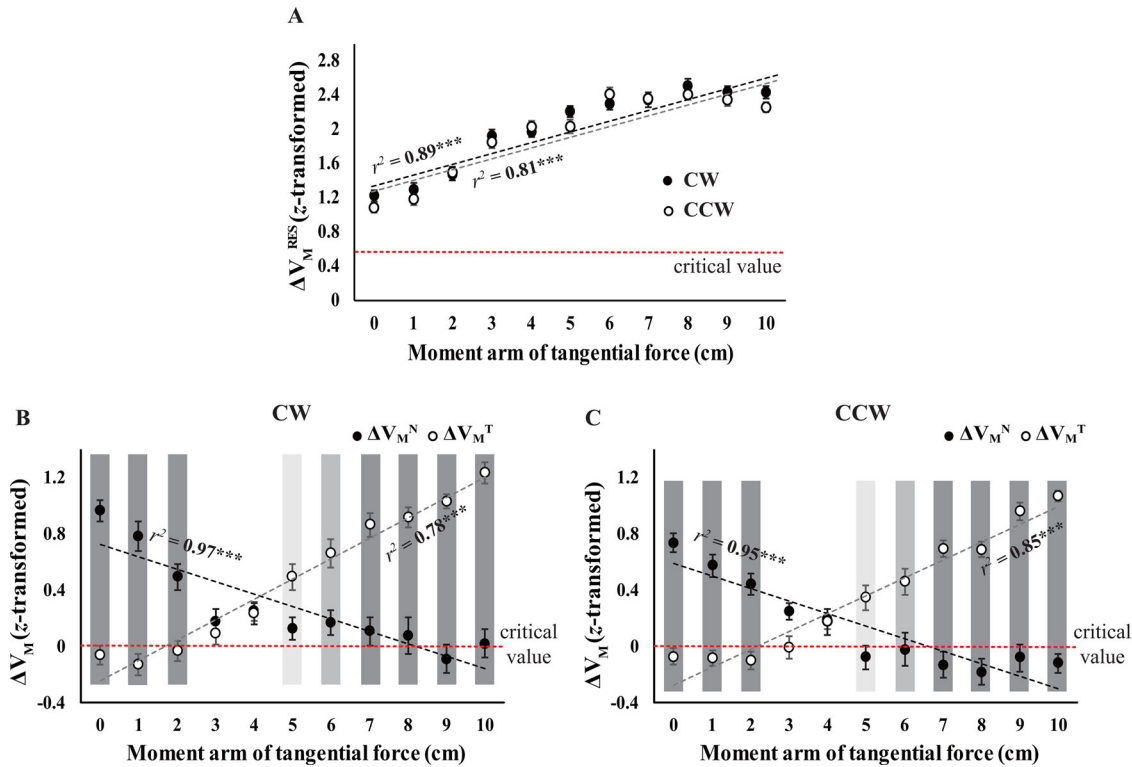 A
ΔV_M^RES (z-transformed)
2.8
2.4
2
1.6
1.2
0.8
0.4
0
r² = 0.89***
r² = 0.81***
CW
CCW
critical value
0 1 2 3 4 5 6 7 8 9 10
Moment arm of tangential force (cm)
B
CW
ΔV_M^N ΔV_M^T
ΔV_M (z-transformed)
1.2
0.8
0.4
0
-0.4
r² = 0.97***
r² = 0.78***
critical
value
0 1 2 3 4 5 6 7 8 9 10
Moment arm of tangential force (cm)
C
CCW
ΔV_M^N ΔV_M^T
ΔV_M (z-transformed)
1.2
0.8
0.4
0
-0.4
r² = 0.95***
r² = 0.85***
critical
value
0 1 2 3 4 5 6 7 8 9 10
Moment arm of tangential force (cm)